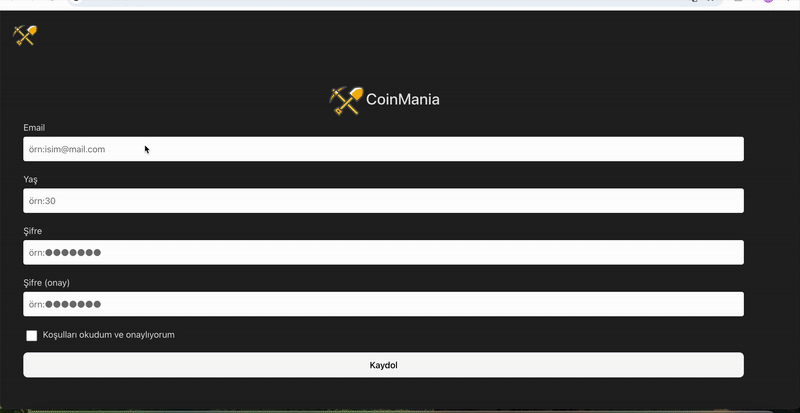 CoinMania
Email
örn:isim@mail.com
Yaş
örn:30
Şifre
örn:●●●●●●●
Şifre (onay)
örn:●●●●●●●
Koşulları okudum ve onaylıyorum
Kaydol